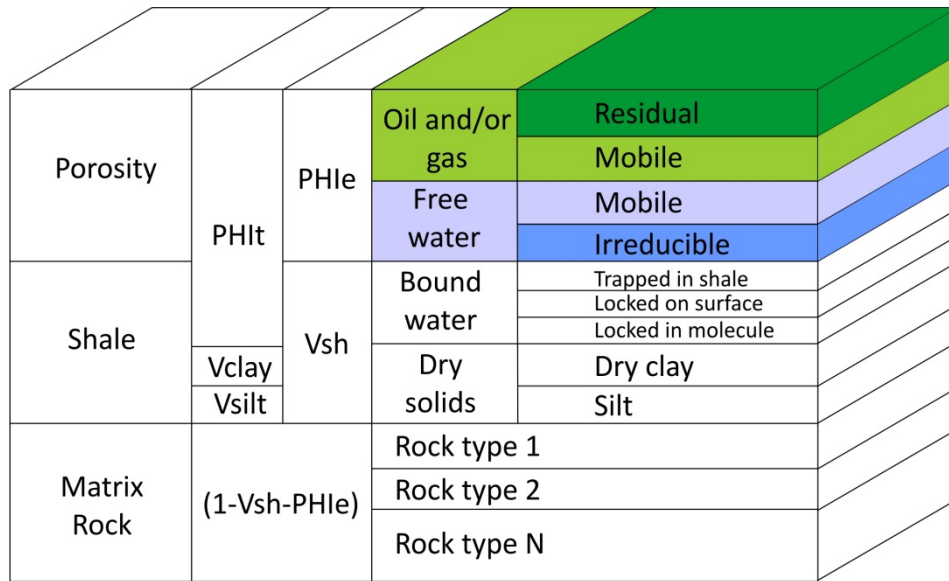 Porosity
PHIt
PHIe
Oil and/or
gas
Residual
Mobile
Free
water
Mobile
Irreducible
Shale
Vclay
Vsilt
Vsh
Bound
water
Trapped in shale
Locked on surface
Locked in molecule
Dry
solids
Dry clay
Silt
Matrix
Rock
(1-Vsh-PHIe)
Rock type 1
Rock type 2
Rock type N